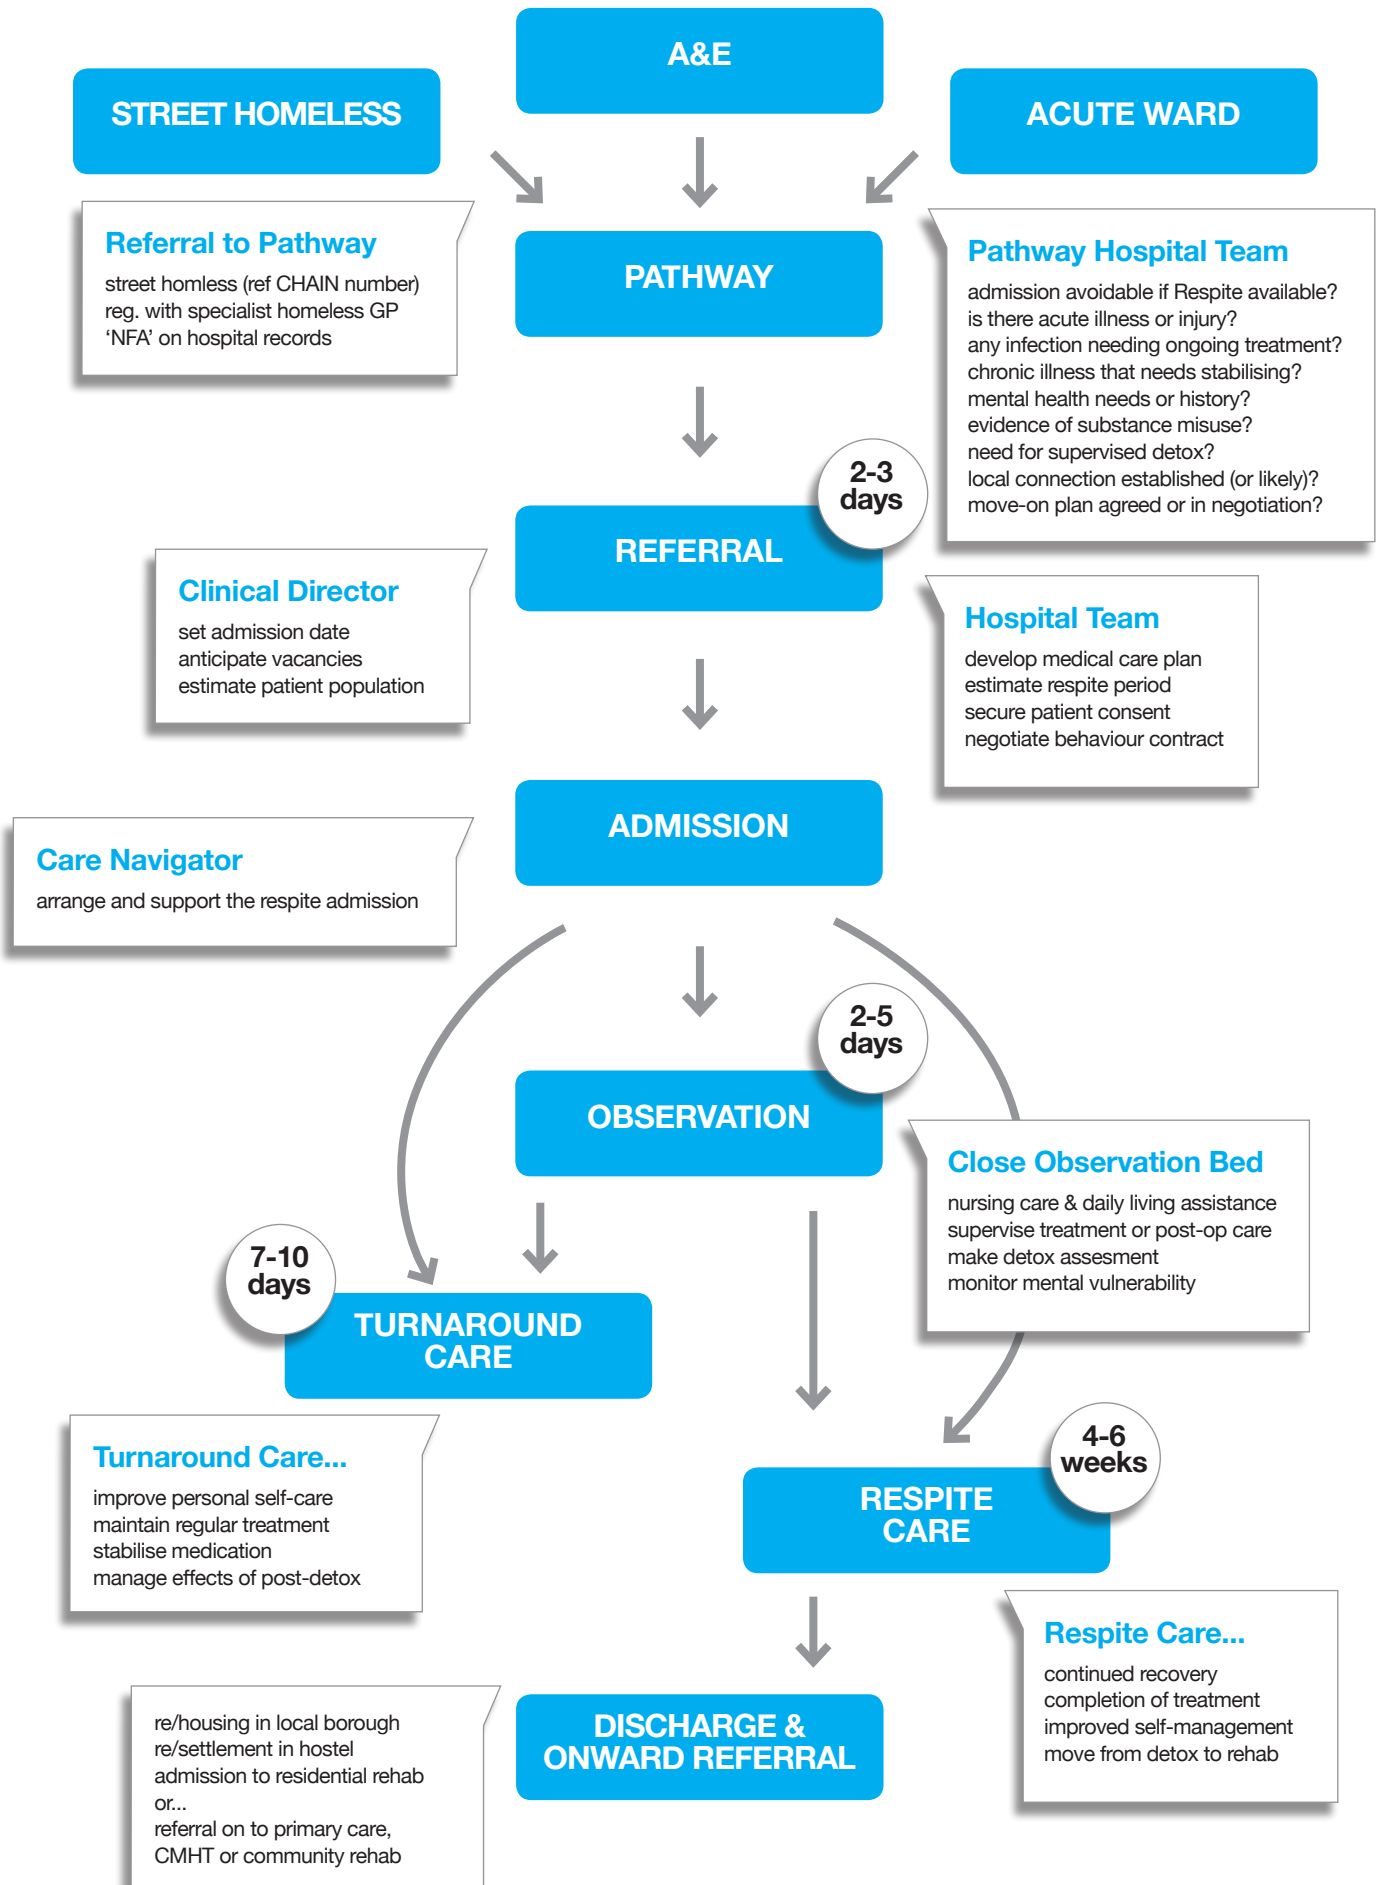 A&E
STREET HOMELESS
ACUTE WARD
Referral to Pathway
street homless (ref CHAIN number)
reg. with specialist homeless GP
‘NFA’ on hospital records
PATHWAY
Pathway Hospital Team
admission avoidable if Respite available?
is there acute illness or injury?
any infection needing ongoing treatment?
chronic illness that needs stabilising?
mental health needs or history?
evidence of substance misuse?
need for supervised detox?
local connection established (or likely)?
move-on plan agreed or in negotiation?
2-3
days
REFERRAL
Clinical Director
set admission date
anticipate vacancies
estimate patient population
Hospital Team
develop medical care plan
estimate respite period
secure patient consent
negotiate behaviour contract
ADMISSION
Care Navigator
arrange and support the respite admission
2-5
days
OBSERVATION
Close Observation Bed
nursing care & daily living assistance
supervise treatment or post-op care
make detox assesment
monitor mental vulnerability
7-10
days
TURNAROUND
CARE
Turnaround Care...
improve personal self-care
maintain regular treatment
stabilise medication
manage effects of post-detox
4-6
weeks
RESPITE
CARE
Respite Care...
continued recovery
completion of treatment
improved self-management
move from detox to rehab
DISCHARGE &
ONWARD REFERRAL
re/housing in local borough
re/settlement in hostel
admission to residential rehab
or...
referral on to primary care,
CMHT or community rehab